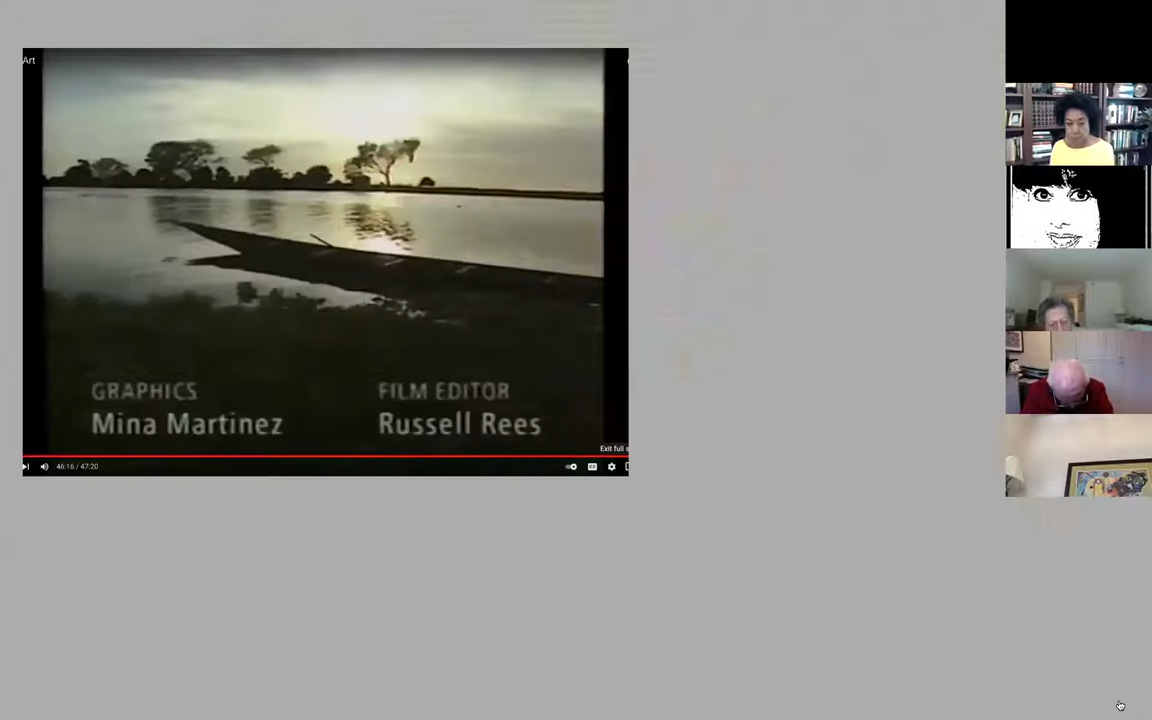 Art
GRAPHICS
Mina Martinez
FILM EDITOR
Russell Rees
Exit full s
46:16 / 47:20